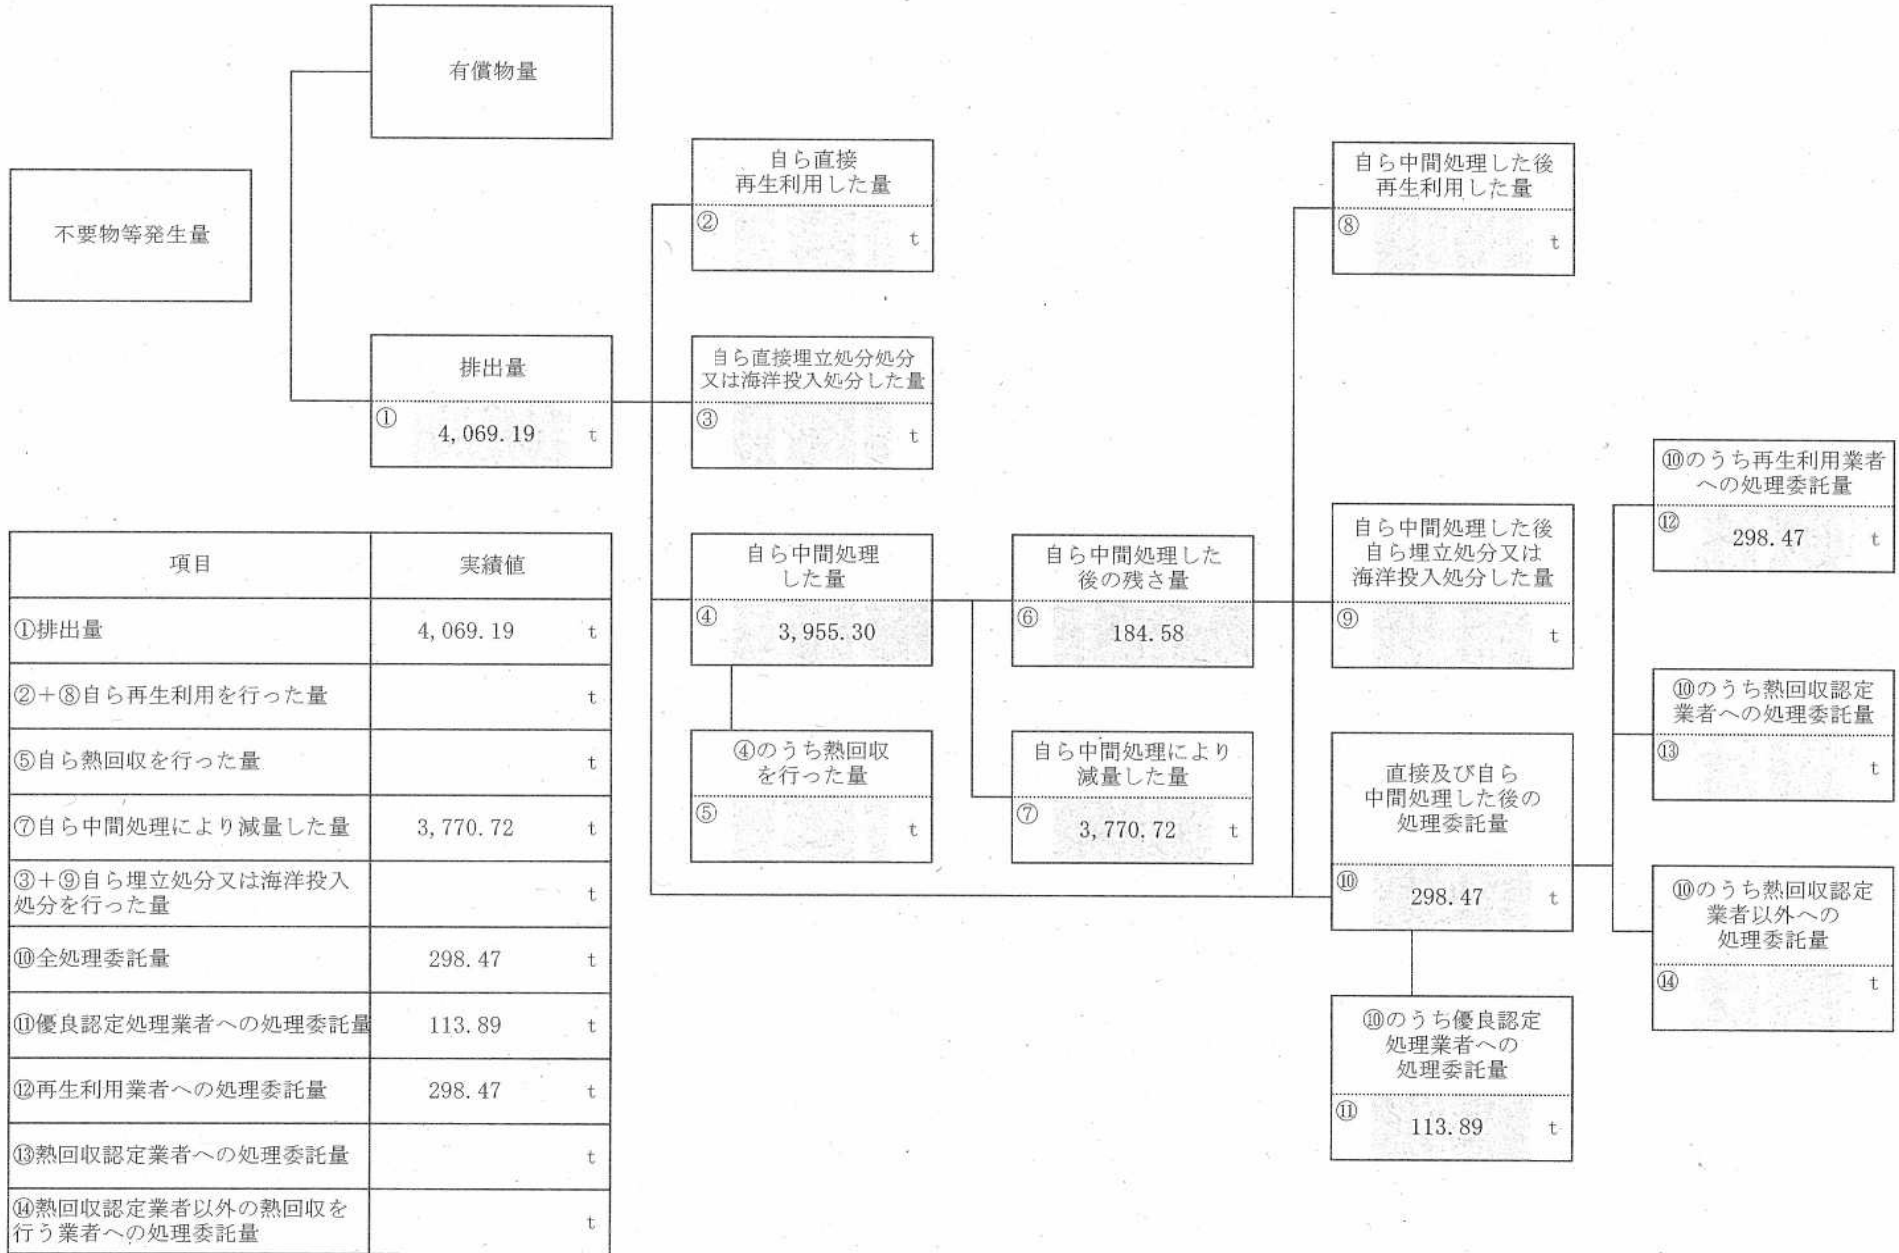 有償物量
不要物等発生量
排出量
① 4,069.19 t
自ら直接
再生利用した量
② t
自ら直接埋立処分処分
又は海洋投入処分した量
③ t
自ら中間処理
した量
④ 3,955.30
④のうち熱回収
を行った量
⑤ t
自ら中間処理した
後の残さ量
⑥ 184.58
自ら中間処理により
減量した量
⑦ 3,770.72 t
自ら中間処理した後
再生利用した量
⑧ t
自ら中間処理した後
自ら埋立処分又は
海洋投入処分した量
⑨ t
直接及び自ら
中間処理した後の
処理委託量
⑩ 298.47 t
⑩のうち優良認定
処理業者への
処理委託量
⑪ 113.89 t
⑩のうち再生利用業者
への処理委託量
⑫ 298.47 t
⑩のうち熱回収認定
業者への処理委託量
⑬ t
⑩のうち熱回収認定
業者以外への
処理委託量
⑭ t
項目 実績値
①排出量 4,069.19 t
②＋⑧自ら再生利用を行った量 t
⑤自ら熱回収を行った量 t
⑦自ら中間処理により減量した量 3,770.72 t
③＋⑨自ら埋立処分又は海洋投入
処分を行った量 t
⑩全処理委託量 298.47 t
⑪優良認定処理業者への処理委託量 113.89 t
⑫再生利用業者への処理委託量 298.47 t
⑬熱回収認定業者への処理委託量 t
⑭熱回収認定業者以外の熱回収を
行う業者への処理委託量 t